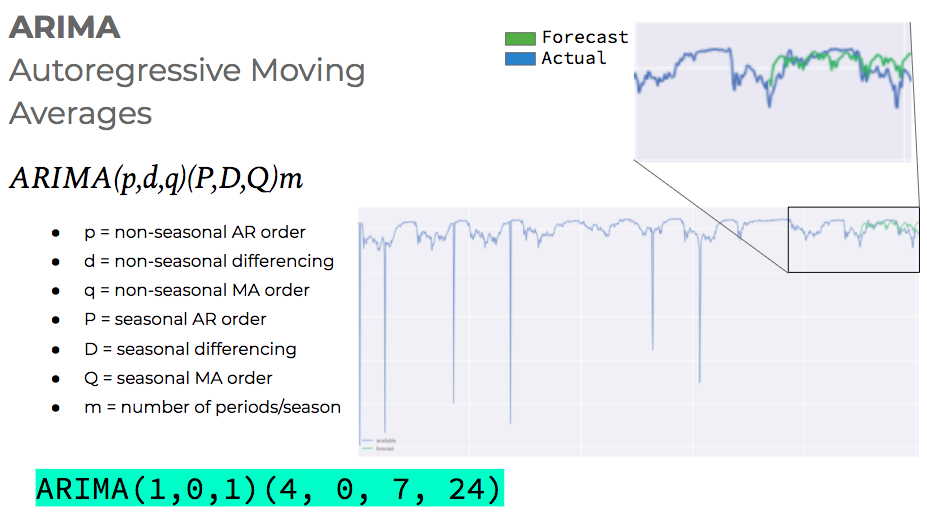 ARIMA
Autoregressive Moving
Averages
ARIMA(p,d,q)(P,D,Q)m
● p = non-seasonal AR order
● d = non-seasonal differencing
● q = non-seasonal MA order
● P = seasonal AR order
● D = seasonal differencing
● Q = seasonal MA order
● m = number of periods/season
ARIMA(1,0,1)(4, 0, 7, 24)
Forecast
Actual
Available
forecast